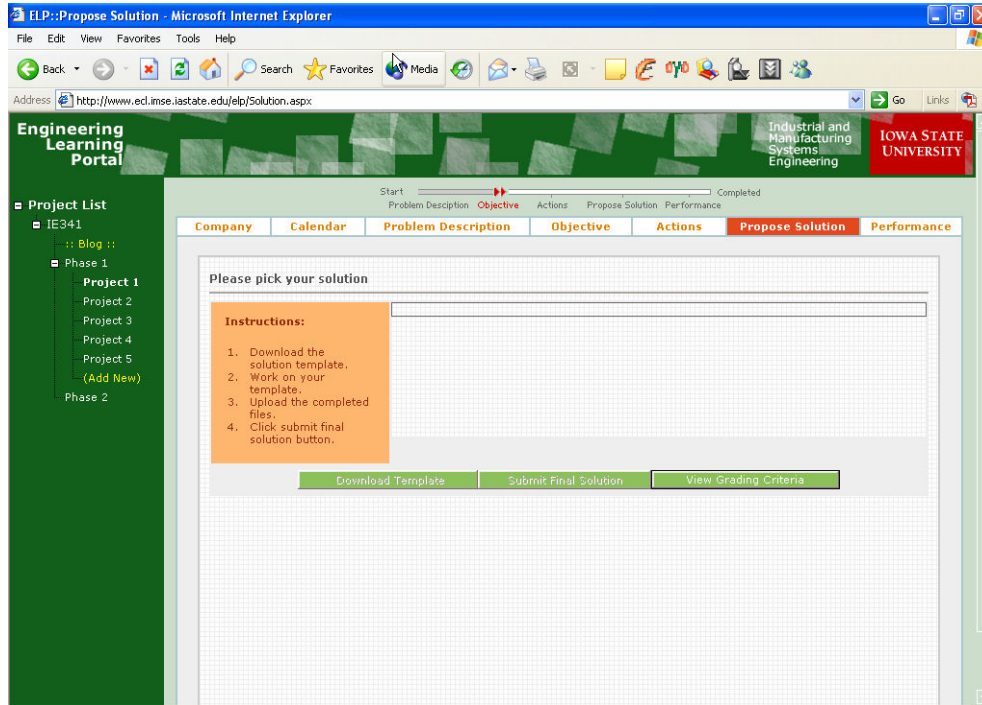 ELP::Propose Solution - Microsoft Internet Explorer
File Edit View Favorites Tools Help
Back Search Favorites Media
Address http://www.ecl.imse.iastate.edu/elp/Solution.aspx Go Links
Engineering
Learning
Portal
Industrial and
Manufacturing
Systems
Engineering
IOWA STATE
UNIVERSITY
Start Completed
Problem Desciption Objective Actions Propose Solution Performance
Project List
IE341
:: Blog ::
Phase 1
Project 1
Project 2
Project 3
Project 4
Project 5
(Add New)
Phase 2
Company Calendar Problem Description Objective Actions Propose Solution Performance
Please pick your solution
Instructions:
1. Download the
solution template.
2. Work on your
template.
3. Upload the completed
files.
4. Click submit final
solution button.
Download Template Submit Final Solution View Grading Criteria